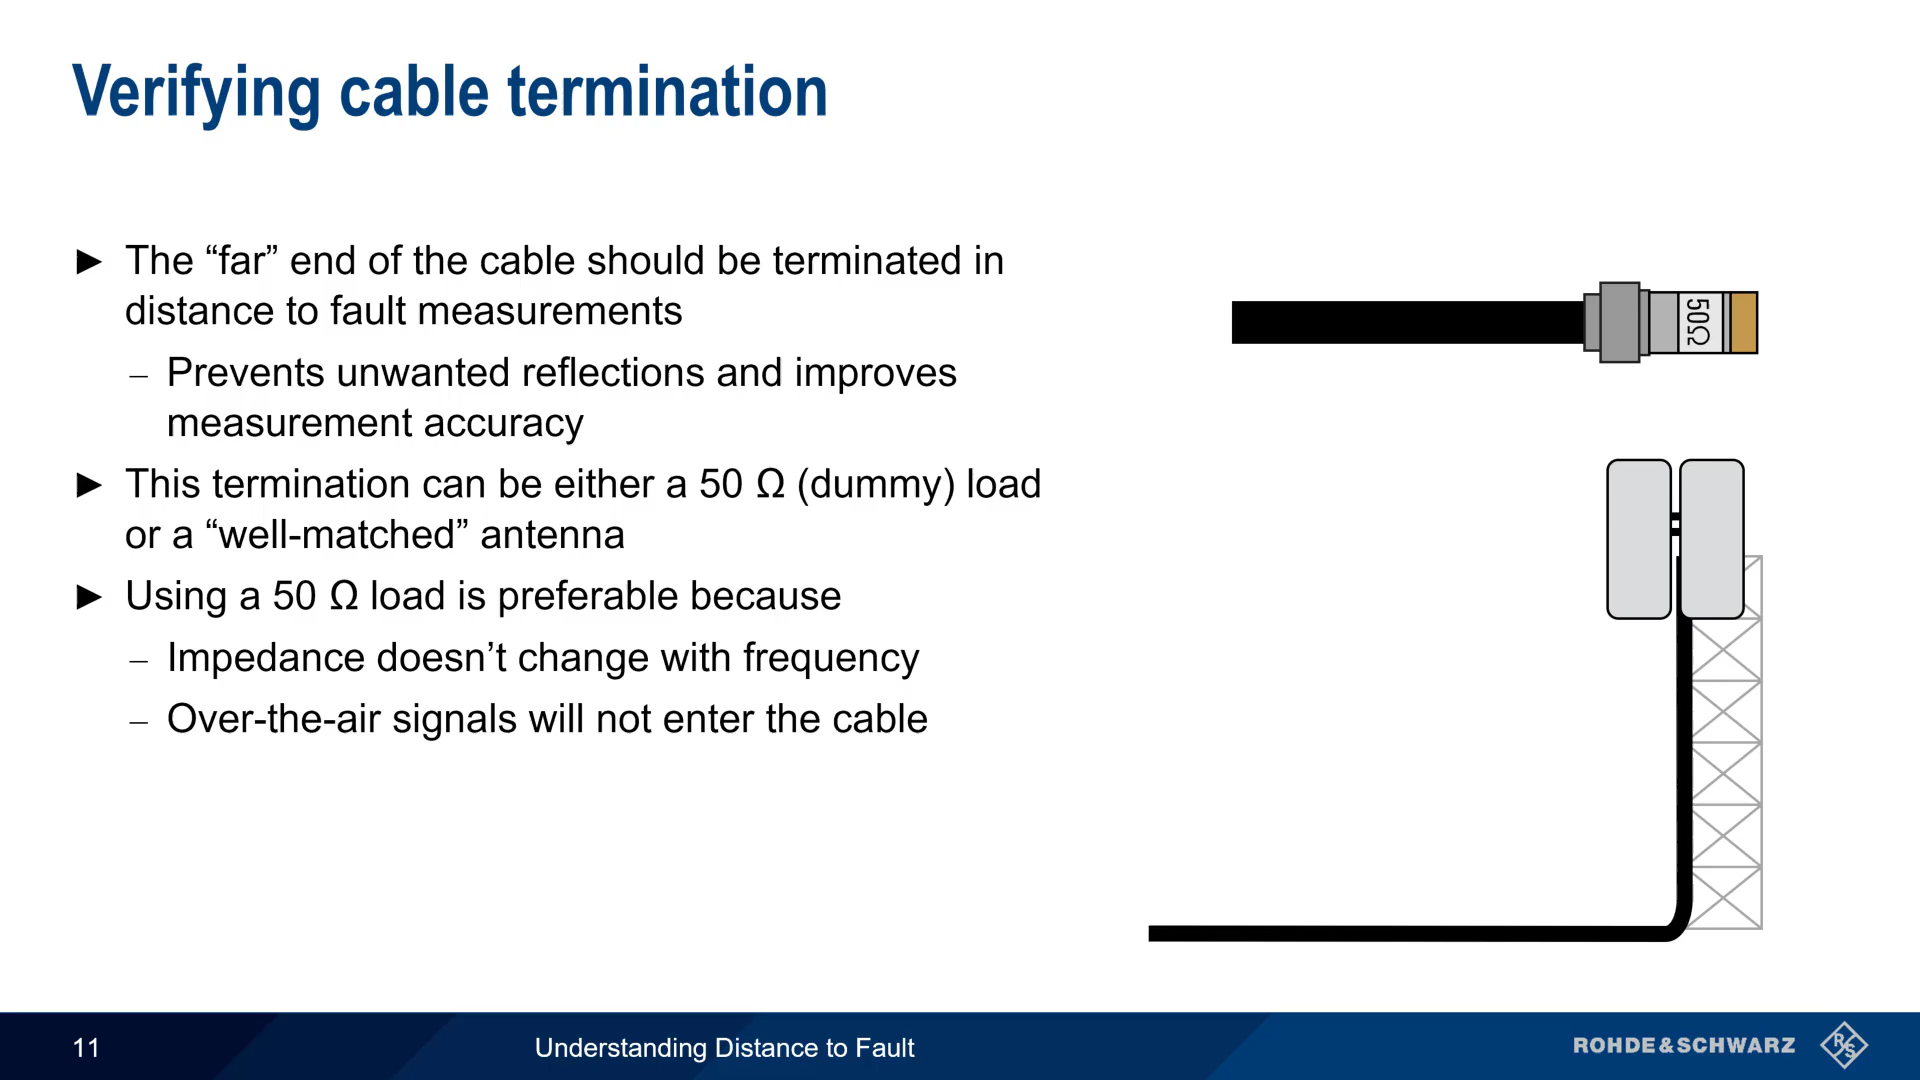 Verifying cable termination
► The “far” end of the cable should be terminated in
distance to fault measurements
– Prevents unwanted reflections and improves
measurement accuracy
► This termination can be either a 50 Ω (dummy) load
or a “well-matched” antenna
► Using a 50 Ω load is preferable because
– Impedance doesn’t change with frequency
– Over-the-air signals will not enter the cable
50Ω
11
Understanding Distance to Fault
ROHDE&SCHWARZ
R&S